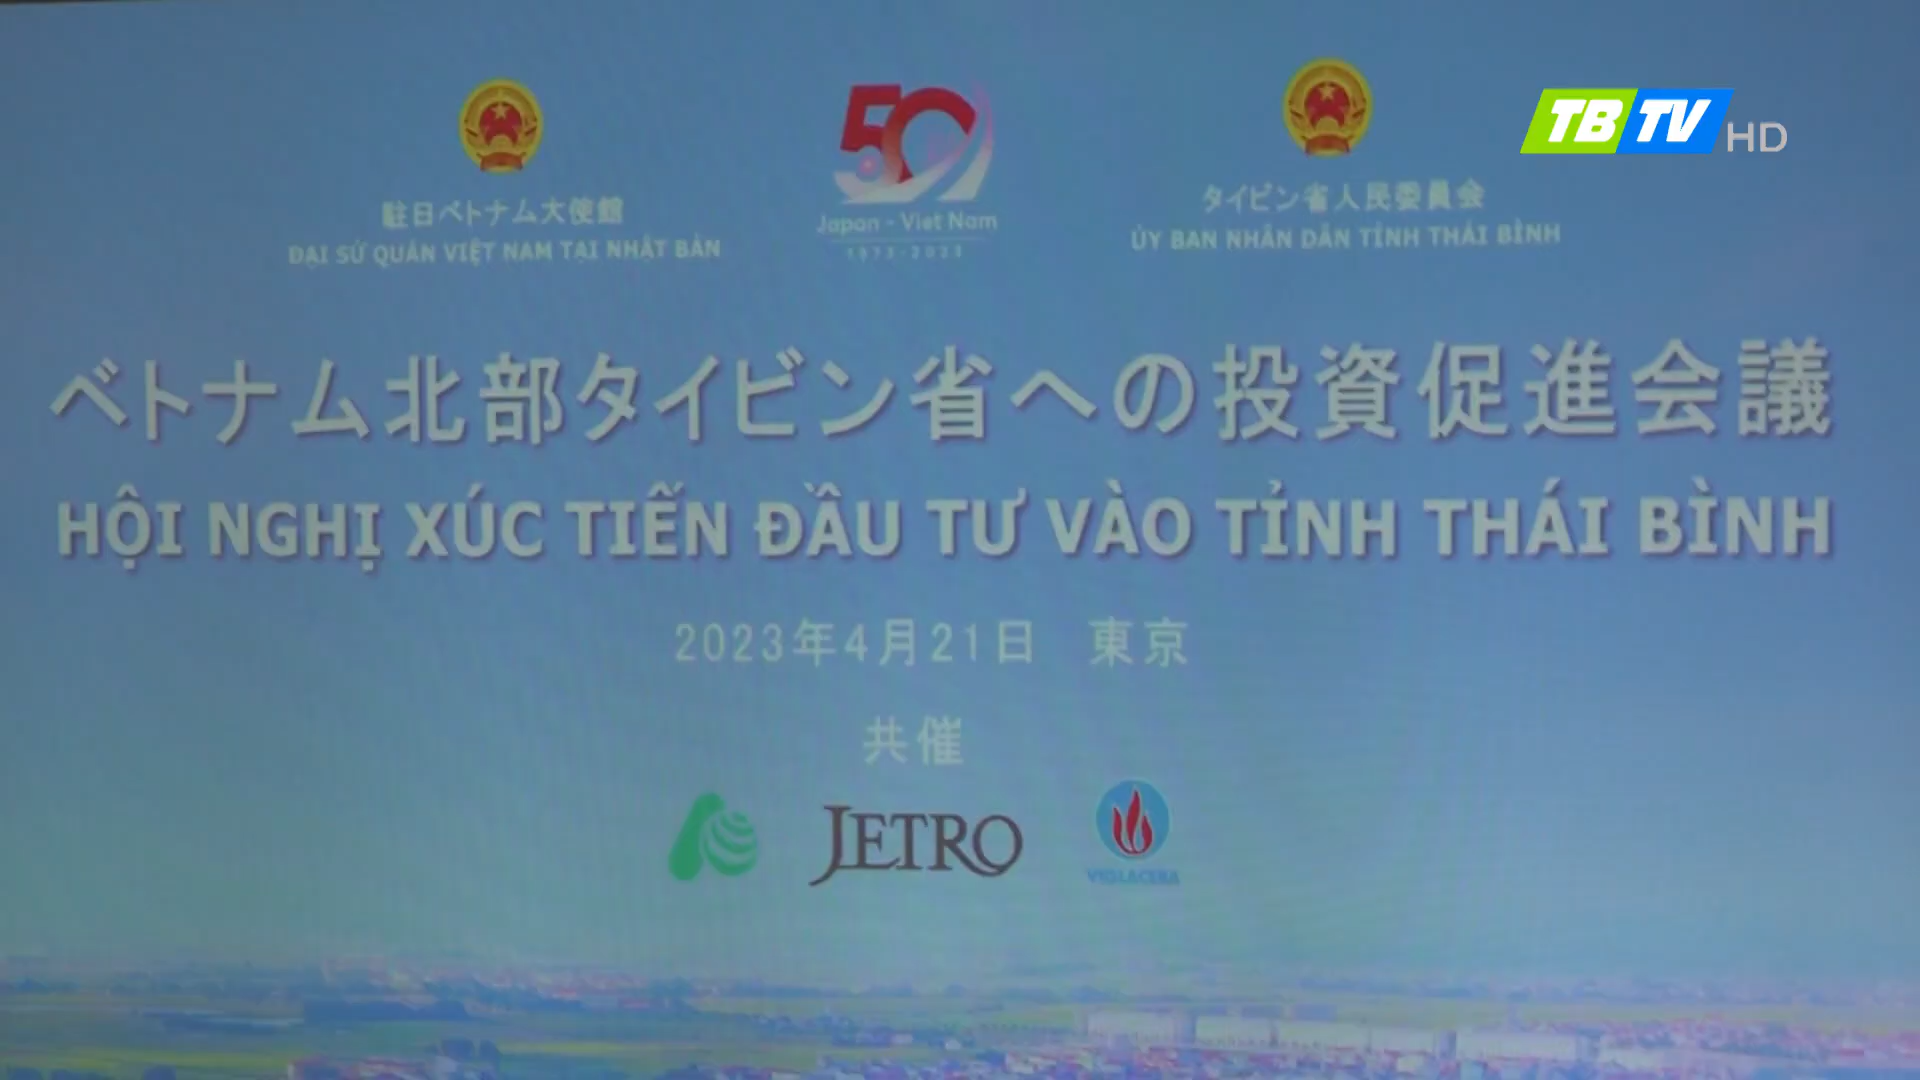 TBTV HD
50
駐日ベトナム大使館
ĐẠI SỨ QUÁN VIỆT NAM TẠI NHẬT BẢN
Japan - Viet Nam
1973-2023
タイビン省人民委員会
ỦY BAN NHÂN DÂN TỈNH THÁI BÌNH
ベトナム北部タイビン省への投資促進会議
HỘI NGHỊ XÚC TIẾN ĐẦU TƯ VÀO TỈNH THÁI BÌNH
2023年4月21日 東京
共催
JETRO
VIGLACERA